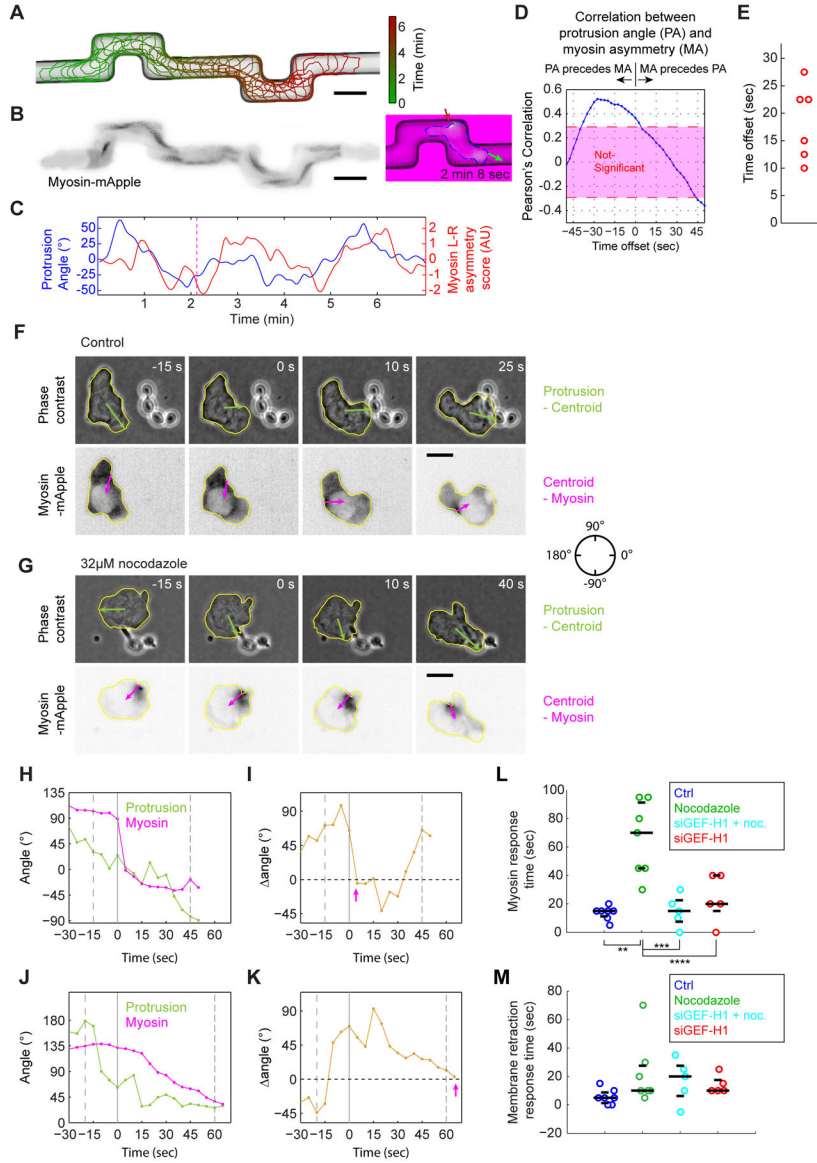 A
6
4
2
0
Time (min)
B
Myosin-mApple
2 min 8 sec
C
Protrusion
Angle (°)
50
25
0
-25
-50
2
1
0
-1
-2
Myosin L-R
asymmetry
score (AU)
1 2 3 4 5 6
Time (min)
D
Correlation between
protrusion angle (PA) and
myosin asymmetry (MA)
PA precedes MA MA precedes PA
Pearson's Correlation
0.6
0.4
0.2
0
-0.2
-0.4
Not-
Significant
-45 -30 -15 0 15 30 45
Time offset (sec)
E
Time offset (sec)
30
25
20
15
10
5
0
F
Control
Phase
contrast
-15 s 0 s 10 s 25 s
Protrusion
- Centroid
Myosin
-mApple
Centroid
- Myosin
90°
180° 0°
-90°
G
32µM nocodazole
Phase
contrast
-15 s 0 s 10 s 40 s
Protrusion
- Centroid
Myosin
-mApple
Centroid
- Myosin
H
Angle (°)
135
90
45
0
-45
-90
Protrusion
Myosin
-30 -15 0 15 30 45 60
Time (sec)
I
Δangle (°)
90
45
0
-45
-30 -15 0 15 30 45 60
Time (sec)
L
Myosin response
time (sec)
100
80
60
40
20
0
Ctrl
Nocodazole
siGEF-H1 + noc.
siGEF-H1
**
***
****
J
Angle (°)
180
135
90
45
0
Protrusion
Myosin
-30 -15 0 15 30 45 60
Time (sec)
K
Δangle (°)
90
45
0
-45
-30 -15 0 15 30 45 60
Time (sec)
M
Membrane retraction
response time (sec)
80
60
40
20
0
-20
Ctrl
Nocodazole
siGEF-H1 + noc.
siGEF-H1